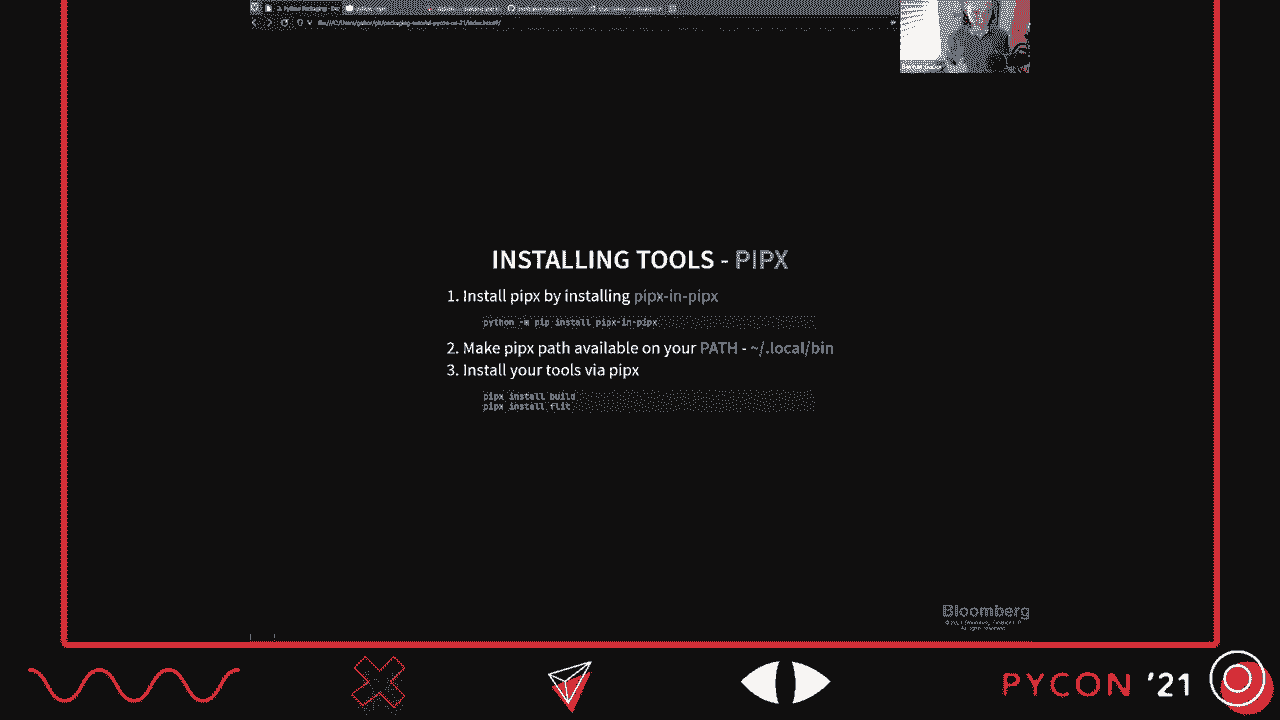 INSTALLING TOOLS - PIPX
1. Install pipx by installing pipx-in-pipx
python -m pip install pipx-in-pipx
2. Make pipx path available on your PATH - ~/.local/bin
3. Install your tools via pipx
pipx install build
pipx install flit
Bloomberg
PYCON '21